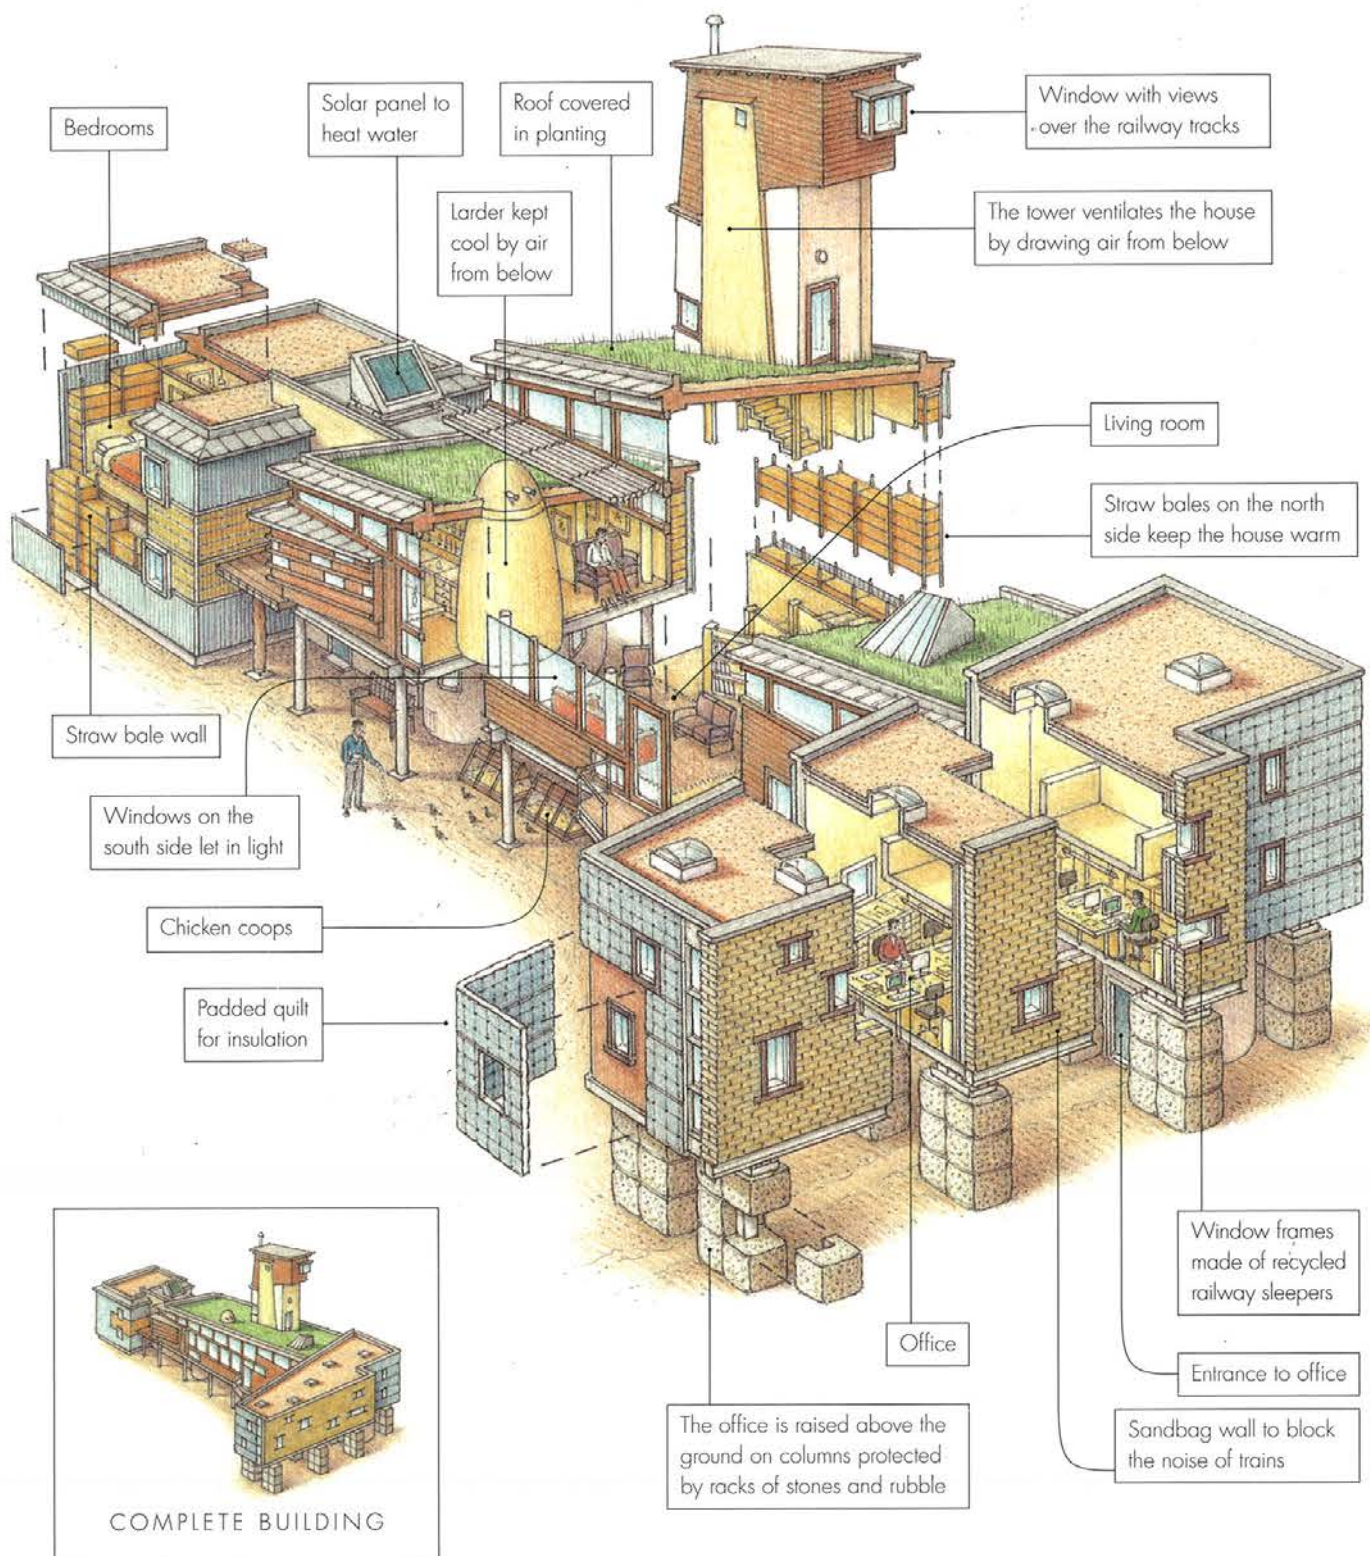 Bedrooms
Solar panel to
heat water
Roof covered
in planting
Window with views
over the railway tracks
Larder kept
cool by air
from below
The tower ventilates the house
by drawing air from below
Living room
Straw bales on the north
side keep the house warm
Straw bale wall
Windows on the
south side let in light
Chicken coops
Padded quilt
for insulation
Window frames
made of recycled
railway sleepers
Office
Entrance to office
The office is raised above the
ground on columns protected
by racks of stones and rubble
Sandbag wall to block
the noise of trains
COMPLETE BUILDING